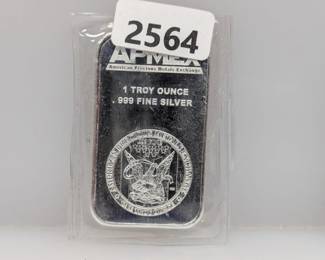 2564
APMEX
American Precious Metals Exchange
1 TROY OUNCE
.999 FINE SILVER